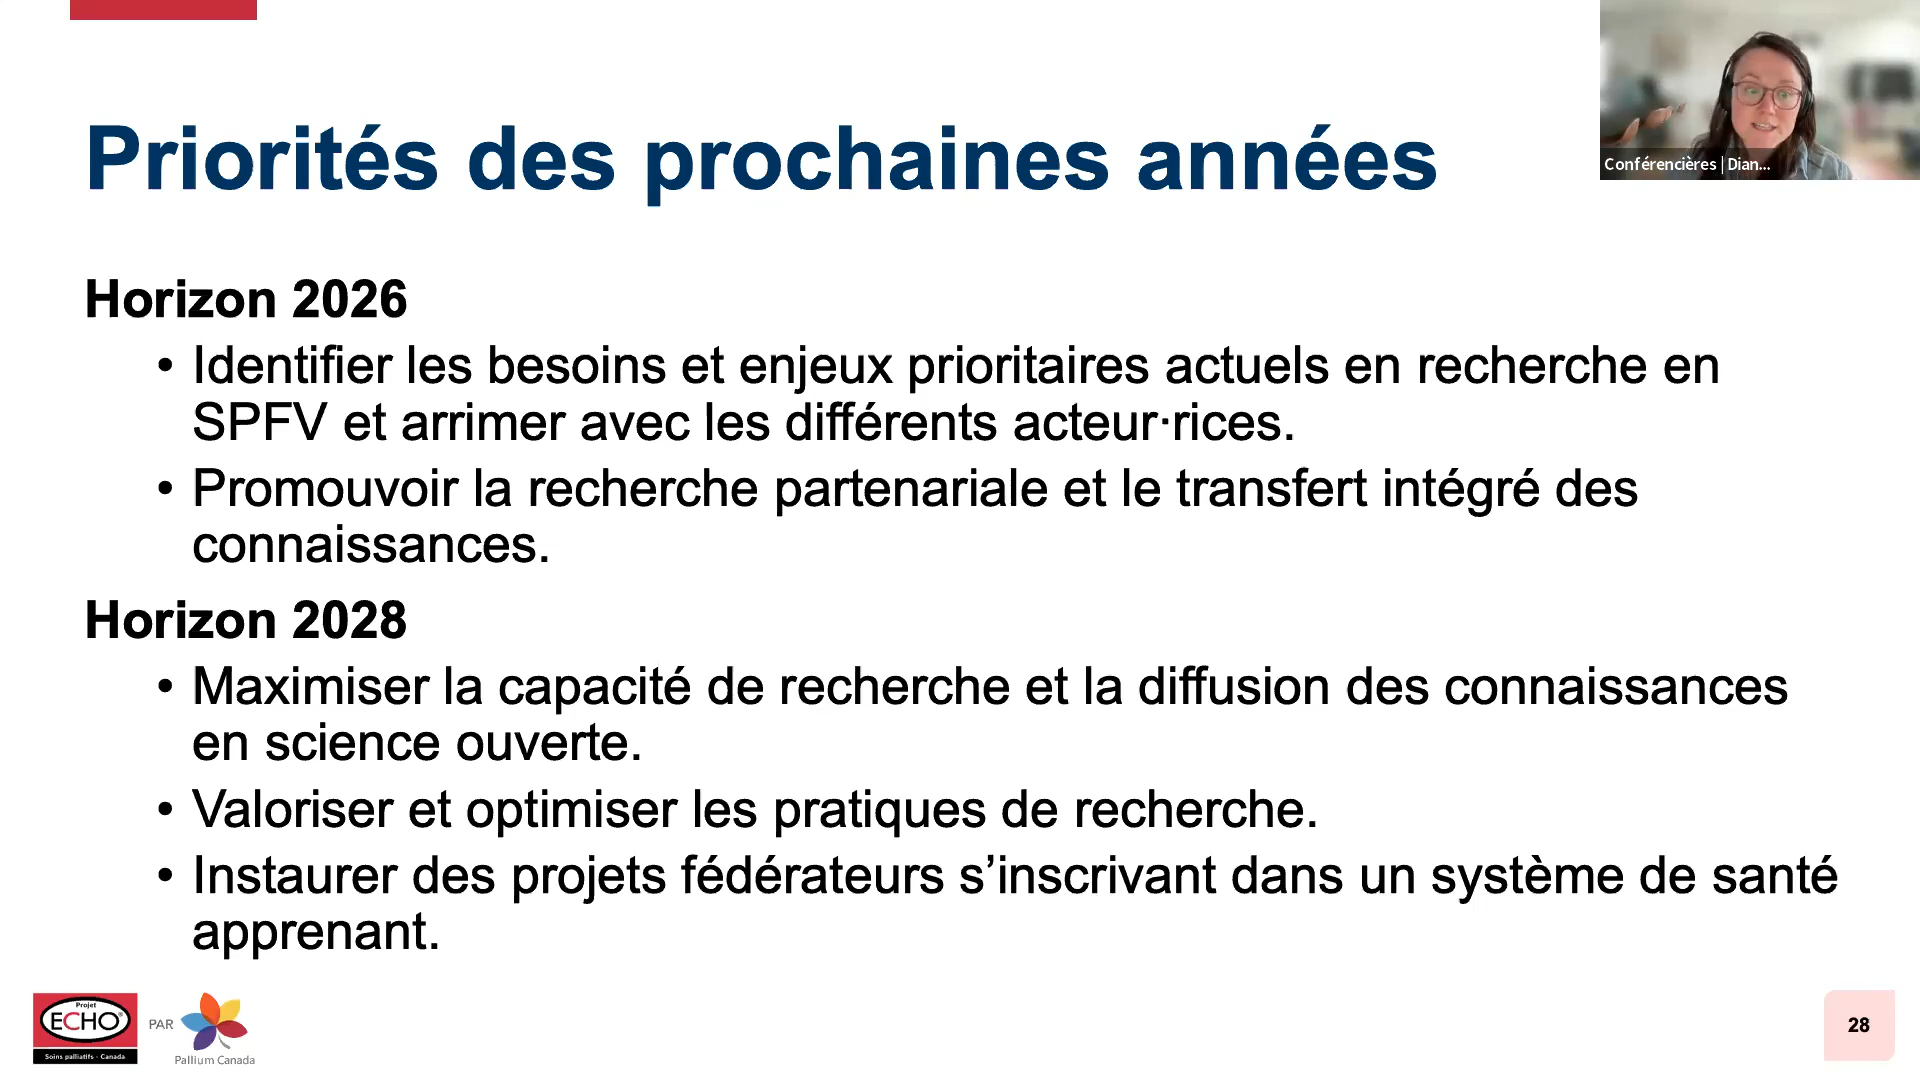 Priorités des prochaines années
Conférencières | Dian...
Horizon 2026
• Identifier les besoins et enjeux prioritaires actuels en recherche en
SPFV et arrimer avec les différents acteur·rices.
• Promouvoir la recherche partenariale et le transfert intégré des
connaissances.
Horizon 2028
• Maximiser la capacité de recherche et la diffusion des connaissances
en science ouverte.
• Valoriser et optimiser les pratiques de recherche.
• Instaurer des projets fédérateurs s’inscrivant dans un système de santé
apprenant.
Projet
ECHO®
Soins palliatifs - Canada
PAR
Pallium Canada
28